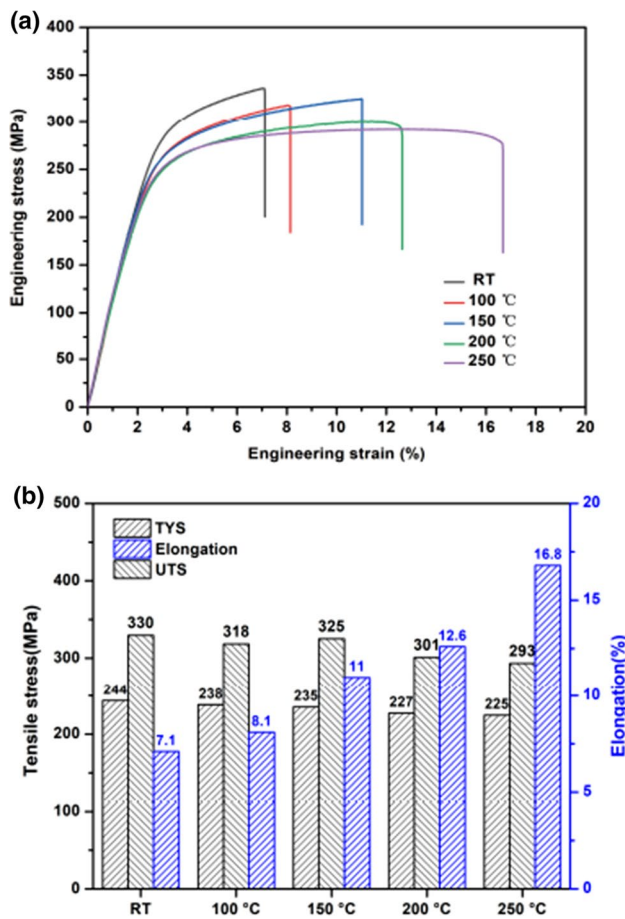 (a)
400
350
300
250
200
150
100
50
0
Engineering stress (MPa)
RT
100 ℃
150 ℃
200 ℃
250 ℃
0 2 4 6 8 10 12 14 16 18 20
Engineering strain (%)
(b)
500
400
300
200
100
0
Tensile stress(MPa)
TYS
Elongation
UTS
244 330 7.1
238 318 8.1
235 325 11
227 301 12.6
225 293 16.8
20
15
10
5
0
Elongation(%)
RT 100 °C 150 °C 200 °C 250 °C